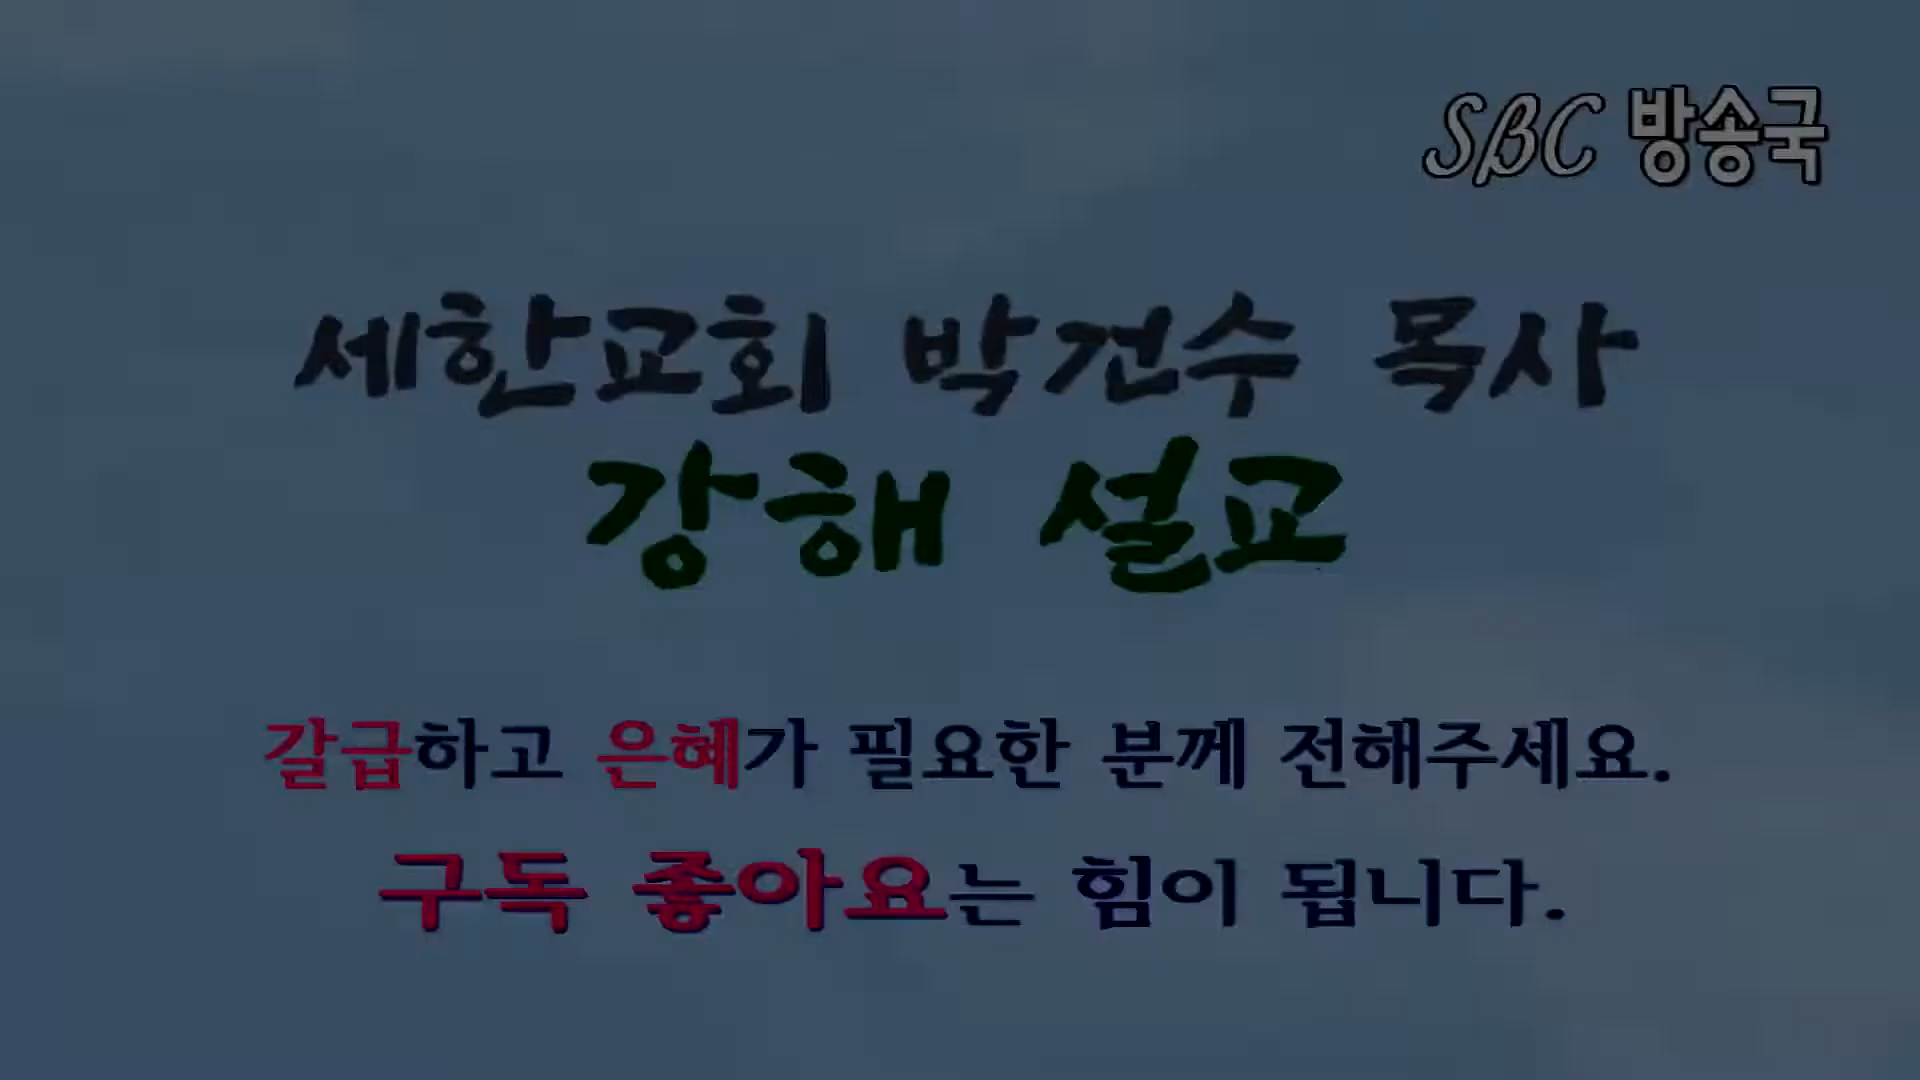 SBC 방송국
세한교회 박건수 목사
강해 설교
갈급하고 은혜가 필요한 분께 전해주세요.
구독 좋아요는 힘이 됩니다.